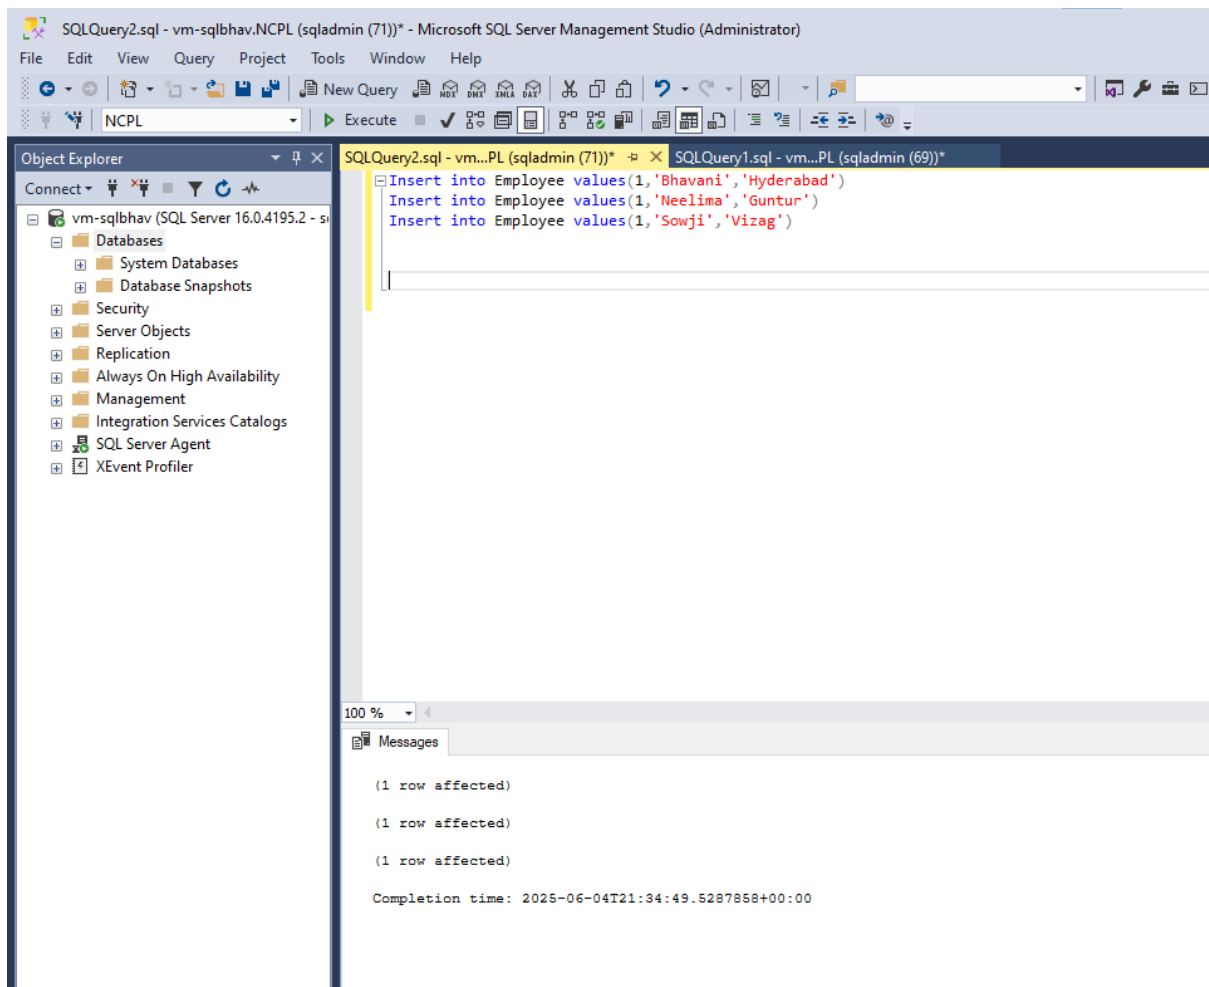 SQLQuery2.sql - vm-sqlbhav.NCPL (sqladmin (71))* - Microsoft SQL Server Management Studio (Administrator)
File Edit View Query Project Tools Window Help
New Query MDX DMX XMLA DAX
NCPL Execute
Object Explorer
Connect
vm-sqlbhav (SQL Server 16.0.4195.2 - s
Databases
System Databases
Database Snapshots
Security
Server Objects
Replication
Always On High Availability
Management
Integration Services Catalogs
SQL Server Agent
XEvent Profiler
SQLQuery2.sql - vm...PL (sqladmin (71))* SQLQuery1.sql - vm...PL (sqladmin (69))*
Insert into Employee values(1,'Bhavani','Hyderabad')
Insert into Employee values(1,'Neelima','Guntur')
Insert into Employee values(1,'Sowji','Vizag')
100 %
Messages
(1 row affected)
(1 row affected)
(1 row affected)
Completion time: 2025-06-04T21:34:49.5287858+00:00